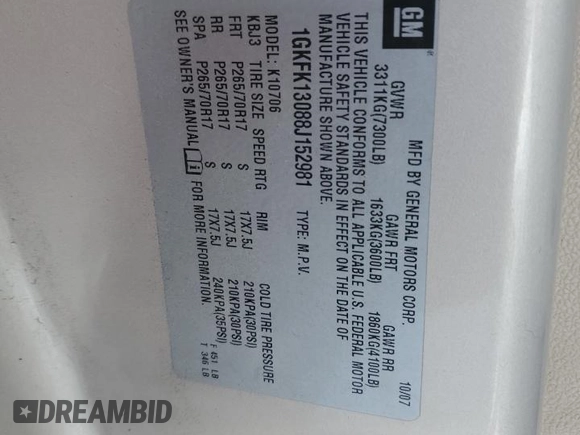 GM
MFD BY GENERAL MOTORS CORP. 10/07
GVWR GAWR FRT GAWR RR
3311KG(7300LB) 1633KG(3600LB) 1860KG(4100LB)
THIS VEHICLE CONFORMS TO ALL APPLICABLE U.S. FEDERAL MOTOR
VEHICLE SAFETY STANDARDS IN EFFECT ON THE DATE OF
MANUFACTURE SHOWN ABOVE.
1GKFK13088J152981 TYPE: M.P.V.
MODEL: K10706
KBJ3 TIRE SIZE SPEED RTG RIM COLD TIRE PRESSURE
FRT P265/70R17 S 17X7.5J 210KPA(30PSI)
RR P265/70R17 S 17X7.5J 210KPA(30PSI)
SPA P265/70R17 S 17X7.5J 240KPA(35PSI)
SEE OWNER'S MANUAL i FOR MORE INFORMATION.
F 451 LB
T 346 LB
DREAMBID